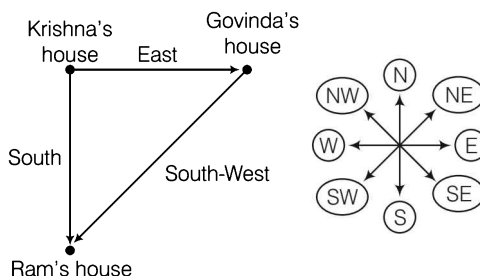 Krishna's
house
Govinda's
house
East
South
South-West
Ram's house
N
NW
NE
W
E
SW
SE
S